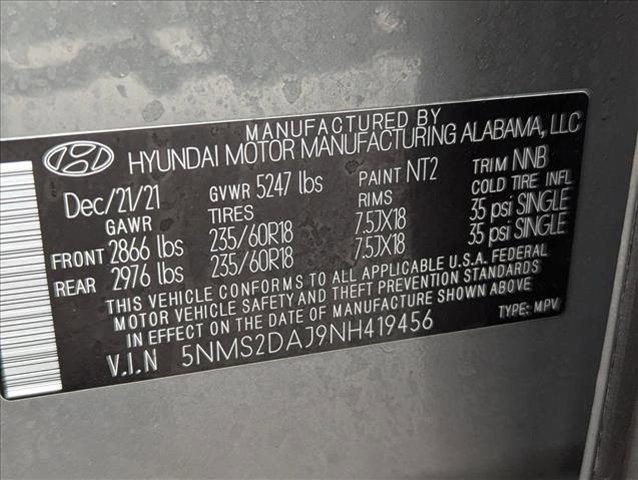 MANUFACTURED BY
HYUNDAI MOTOR MANUFACTURING ALABAMA, LLC
Dec/21/21 GVWR 5247 lbs PAINT NT2 TRIM NNB
GAWR TIRES RIMS COLD TIRE INFL
FRONT 2866 lbs 235/60R18 7.5JX18 35 psi SINGLE
REAR 2976 lbs 235/60R18 7.5JX18 35 psi SINGLE
THIS VEHICLE CONFORMS TO ALL APPLICABLE U.S.A. FEDERAL
MOTOR VEHICLE SAFETY AND THEFT PREVENTION STANDARDS
IN EFFECT ON THE DATE OF MANUFACTURE SHOWN ABOVE
V.I.N 5NMS2DAJ9NH419456 TYPE: MPV